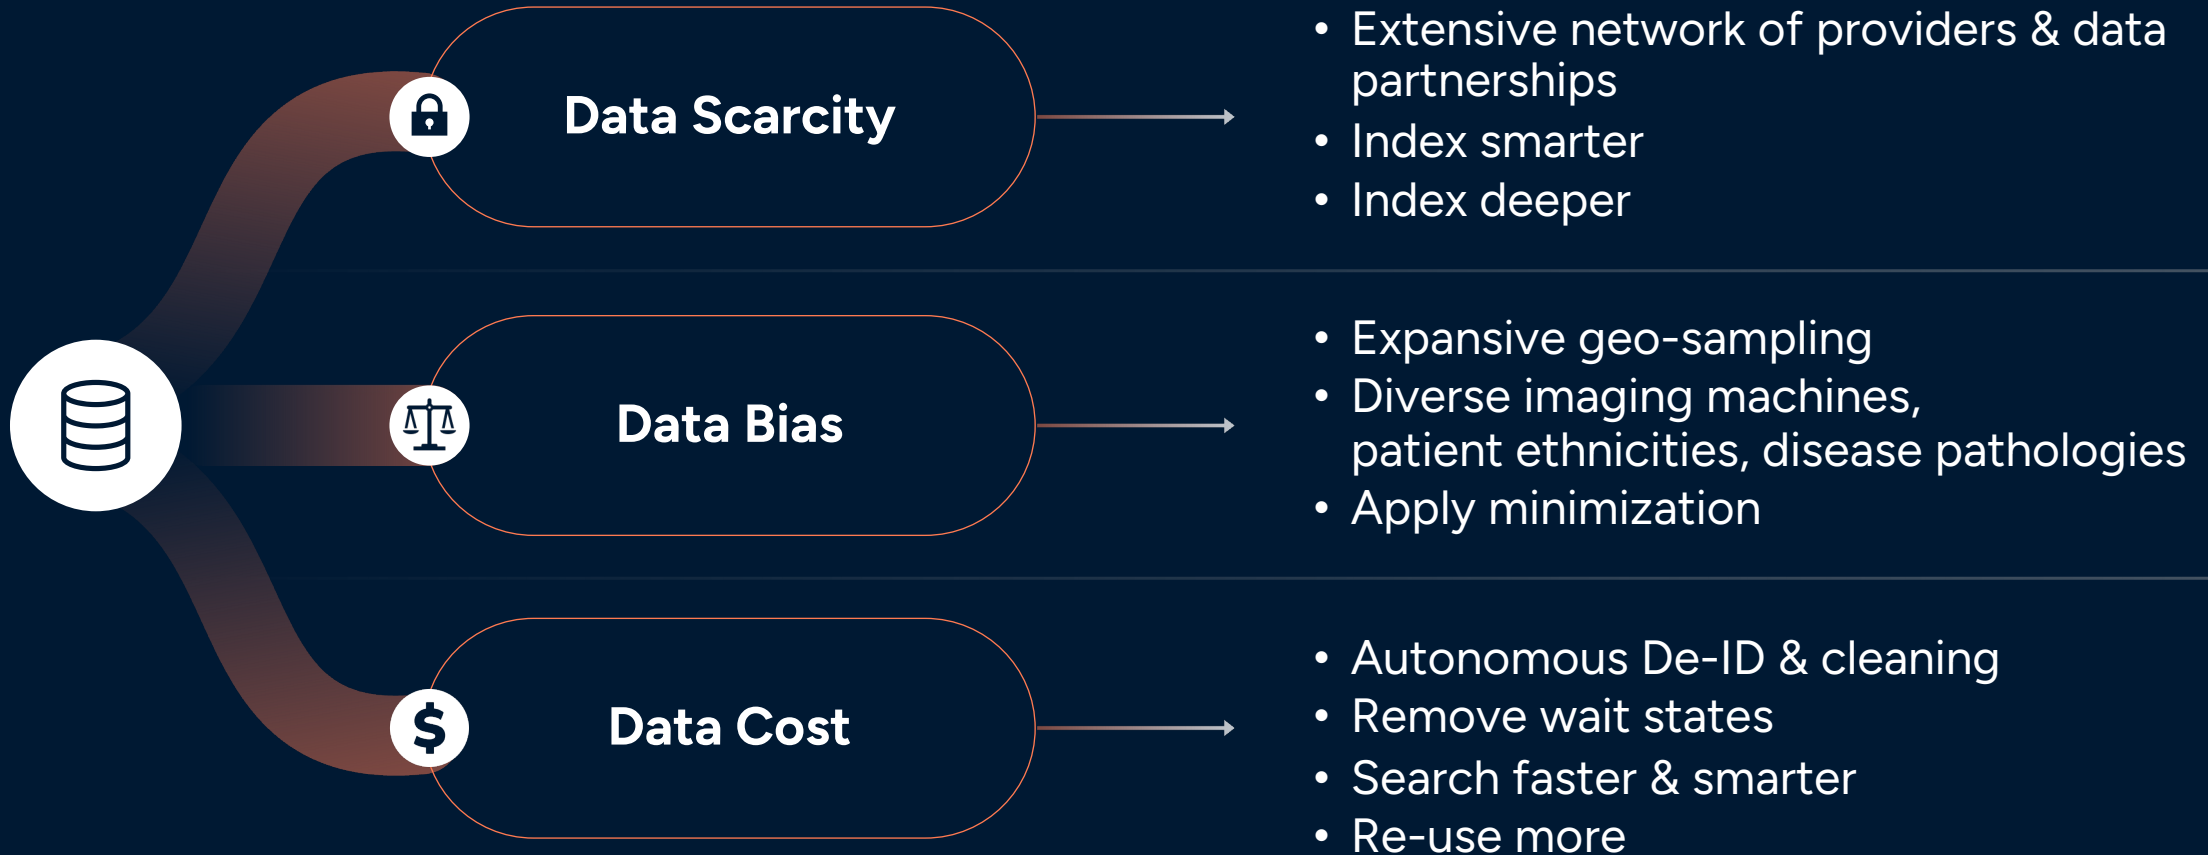 Data Scarcity
• Extensive network of providers & data
partnerships
• Index smarter
• Index deeper
Data Bias
• Expansive geo-sampling
• Diverse imaging machines,
patient ethnicities, disease pathologies
• Apply minimization
$
Data Cost
• Autonomous De-ID & cleaning
• Remove wait states
• Search faster & smarter
• Re-use more